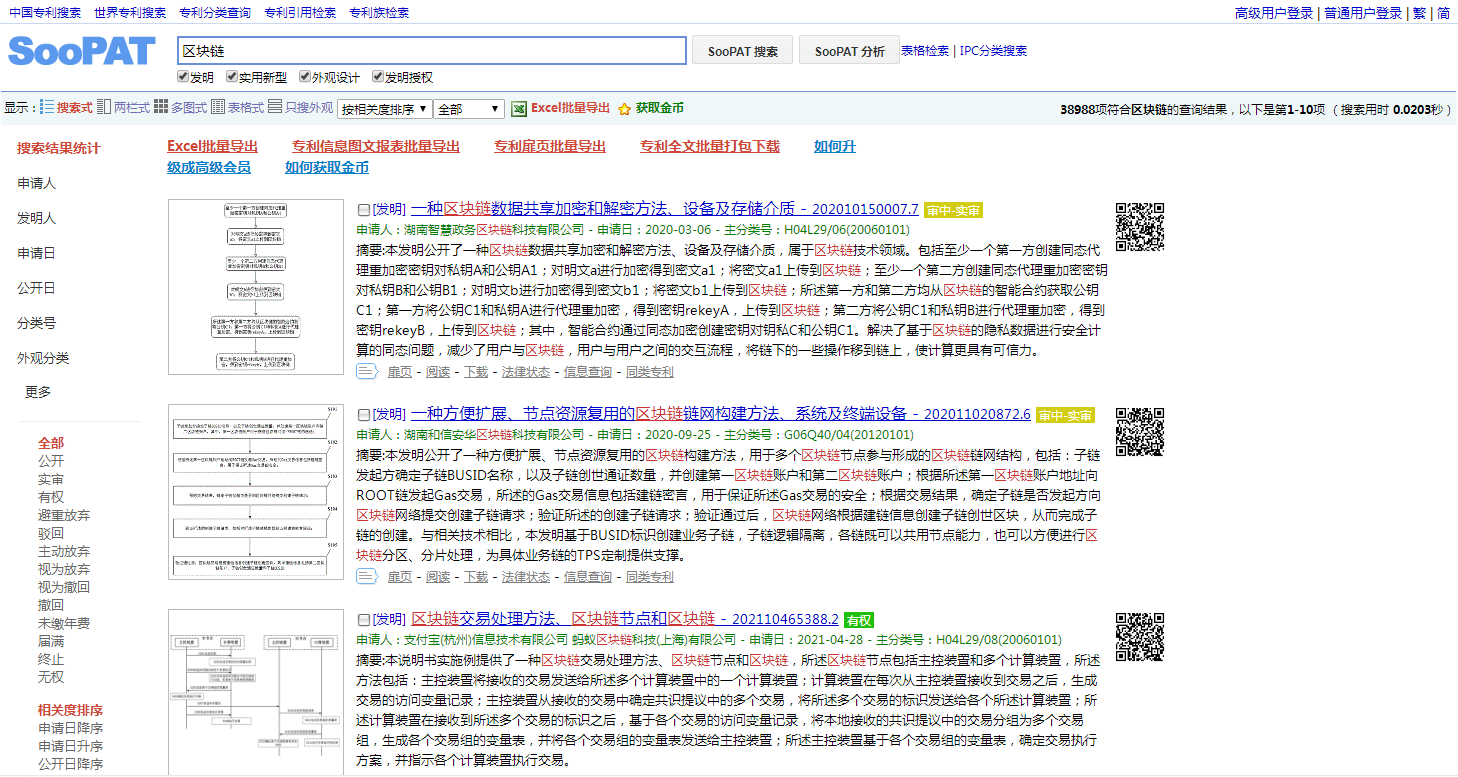 中国专利搜索 世界专利搜索 专利分类查询 专利引用检索 专利族检索
高级用户登录 | 普通用户登录 | 繁 | 简
SooPAT
区块链
SooPAT 搜索 SooPAT 分析 表格检索 | IPC分类搜索
发明 实用新型 外观设计 发明授权
显示： 搜索式 两栏式 多图式 表格式 只搜外观 按相关度排序 全部 Excel批量导出 获取金币
38988项符合区块链的查询结果，以下是第1-10项 （搜索用时 0.0203秒）
搜索结果统计
申请人
发明人
申请日
公开日
分类号
外观分类
更多
全部
公开
实审
有权
避重放弃
驳回
主动放弃
视为放弃
视为撤回
撤回
未缴年费
届满
终止
无权
相关度排序
申请日降序
申请日升序
公开日降序
Excel批量导出 专利信息图文报表批量导出 专利扉页批量导出 专利全文批量打包下载 如何升
级成高级会员 如何获取金币
[发明] 一种区块链数据共享加密和解密方法、设备及存储介质 - 202010150007.7 审中-实审
申请人：湖南智慧政务区块链科技有限公司 - 申请日：2020-03-06 - 主分类号：H04L29/06(20060101)
摘要:本发明公开了一种区块链数据共享加密和解密方法、设备及存储介质，属于区块链技术领域。包括至少一个第一方创建同态代
理重加密密钥对私钥A和公钥A1；对明文a进行加密得到密文a1；将密文a1上传到区块链；至少一个第二方创建同态代理重加密密钥
对私钥B和公钥B1；对明文b进行加密得到密文b1；将密文b1上传到区块链；所述第一方和第二方均从区块链的智能合约获取公钥
C1；第一方将公钥C1和私钥A进行代理重加密，得到密钥rekeyA，上传到区块链；第二方将公钥C1和私钥B进行代理重加密，得到
密钥rekeyB，上传到区块链；其中，智能合约通过同态加密创建密钥对私钥C和公钥C1。解决了基于区块链的隐私数据进行安全计
算的同态问题，减少了用户与区块链，用户与用户之间的交互流程，将链下的一些操作移到链上，使计算更具有可信力。
扉页 - 阅读 - 下载 - 法律状态 - 信息查询 - 同类专利
[发明] 一种方便扩展、节点资源复用的区块链链网构建方法、系统及终端设备 - 202011020872.6 审中-实审
申请人：湖南和信安华区块链科技有限公司 - 申请日：2020-09-25 - 主分类号：G06Q40/04(20120101)
摘要:本发明公开了一种方便扩展、节点资源复用的区块链构建方法，用于多个区块链节点参与形成的区块链链网结构，包括：子链
发起方确定子链BUSID名称，以及子链创世通证数量，并创建第一区块链账户和第二区块链账户；根据所述第一区块链账户地址向
ROOT链发起Gas交易，所述的Gas交易信息包括建链密言，用于保证所述Gas交易的安全；根据交易结果，确定子链是否发起方向
区块链网络提交创建子链请求；验证所述的创建子链请求；验证通过后，区块链网络根据建链信息创建子链创世区块，从而完成子
链的创建。与相关技术相比，本发明基于BUSID标识创建业务子链，子链逻辑隔离，各链既可以共用节点能力，也可以方便进行区
块链分区、分片处理，为具体业务链的TPS定制提供支撑。
扉页 - 阅读 - 下载 - 法律状态 - 信息查询 - 同类专利
[发明] 区块链交易处理方法、区块链节点和区块链 - 202110465388.2 有权
申请人：支付宝(杭州)信息技术有限公司 蚂蚁区块链科技(上海)有限公司 - 申请日：2021-04-28 - 主分类号：H04L29/08(20060101)
摘要:本说明书实施例提供了一种区块链交易处理方法、区块链节点和区块链，所述区块链节点包括主控装置和多个计算装置，所述
方法包括：主控装置将接收的交易发送给所述多个计算装置中的一个计算装置；计算装置在每次从主控装置接收到交易之后，生成
交易的访问变量记录；主控装置从接收的交易中确定共识提议中的多个交易，将所述多个交易的标识发送给各个所述计算装置；所
述计算装置在接收到所述多个交易的标识之后，基于各个交易的访问变量记录，将本地接收的共识提议中的交易分组为多个交易
组，生成各个交易组的变量表，并将各个交易组的变量表发送给主控装置；所述主控装置基于各个交易组的变量表，确定交易执行
方案，并指示各个计算装置执行交易。